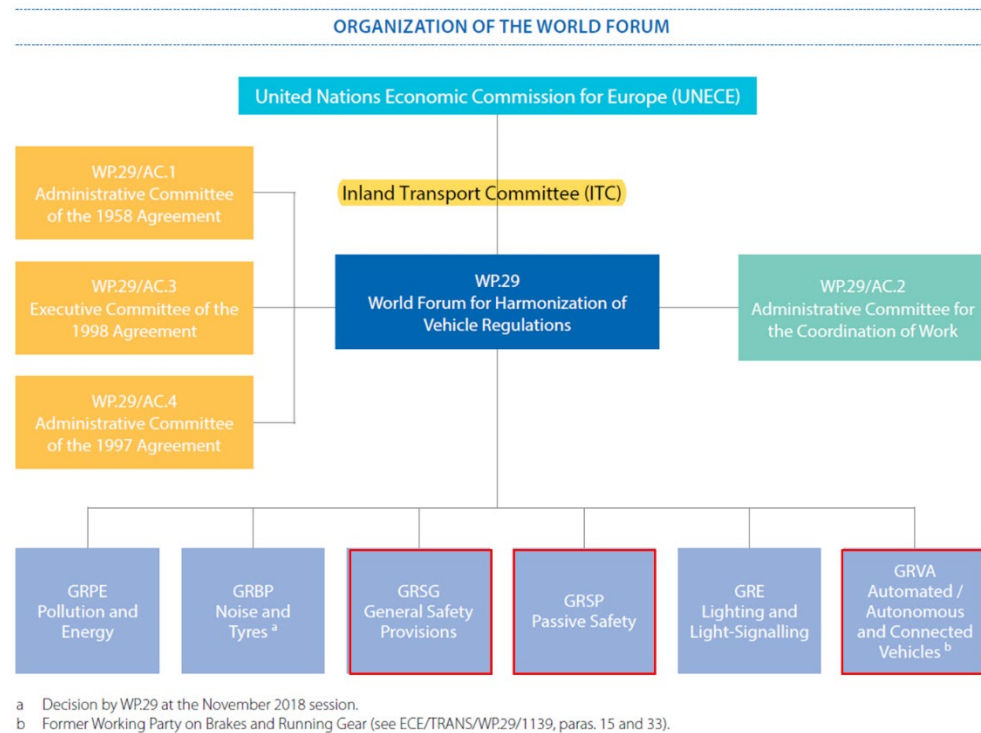 ORGANIZATION OF THE WORLD FORUM
United Nations Economic Commission for Europe (UNECE)
WP.29/AC.1
Administrative Committee
of the 1958 Agreement
Inland Transport Committee (ITC)
WP.29/AC.3
Executive Committee of the
1998 Agreement
WP.29
World Forum for Harmonization of
Vehicle Regulations
WP.29/AC.2
Administrative Committee for
the Coordination of Work
WP.29/AC.4
Administrative Committee
of the 1997 Agreement
GRPE
Pollution and
Energy
GRBP
Noise and
Tyres a
GRSG
General Safety
Provisions
GRSP
Passive Safety
GRE
Lighting and
Light-Signalling
GRVA
Automated /
Autonomous
and Connected
Vehicles b
a Decision by WP.29 at the November 2018 session.
b Former Working Party on Brakes and Running Gear (see ECE/TRANS/WP.29/1139, paras. 15 and 33).